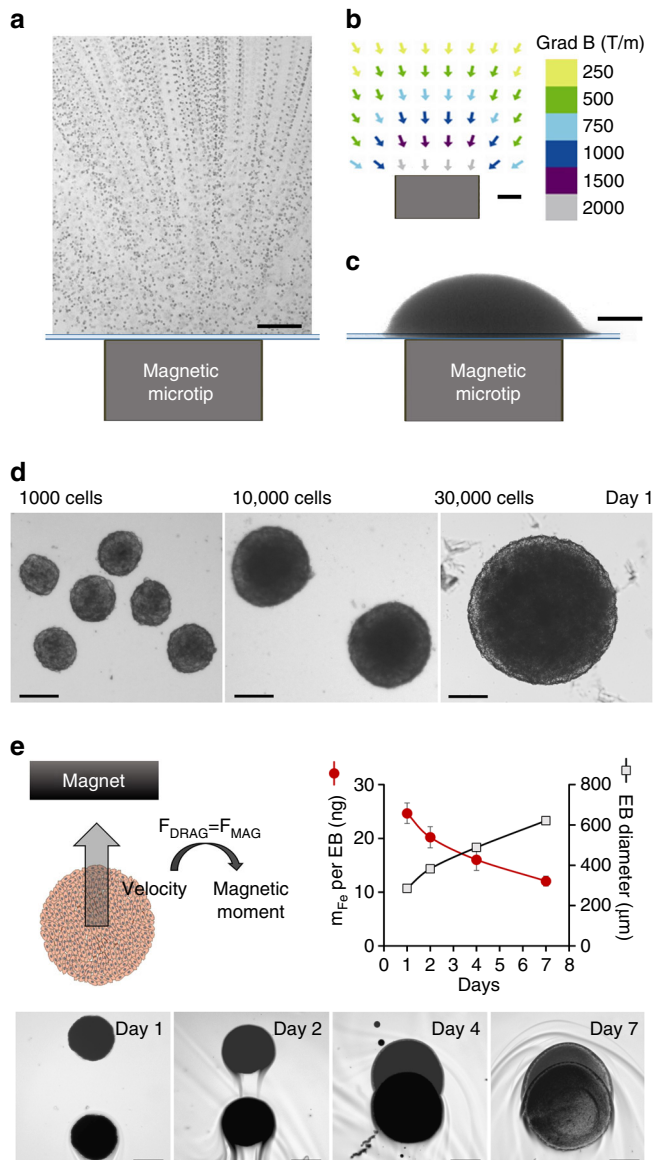 a
Magnetic
microtip
b
Grad B (T/m)
250
500
750
1000
1500
2000
c
Magnetic
microtip
d
1000 cells
10,000 cells
30,000 cells
Day 1
e
Magnet
F_DRAG=F_MAG
Velocity
Magnetic
moment
m_Fe per EB (ng)
30
20
10
0
800
600
400
200
0
EB diameter (μm)
0 1 2 3 4 5 6 7 8
Days
Day 1
Day 2
Day 4
Day 7